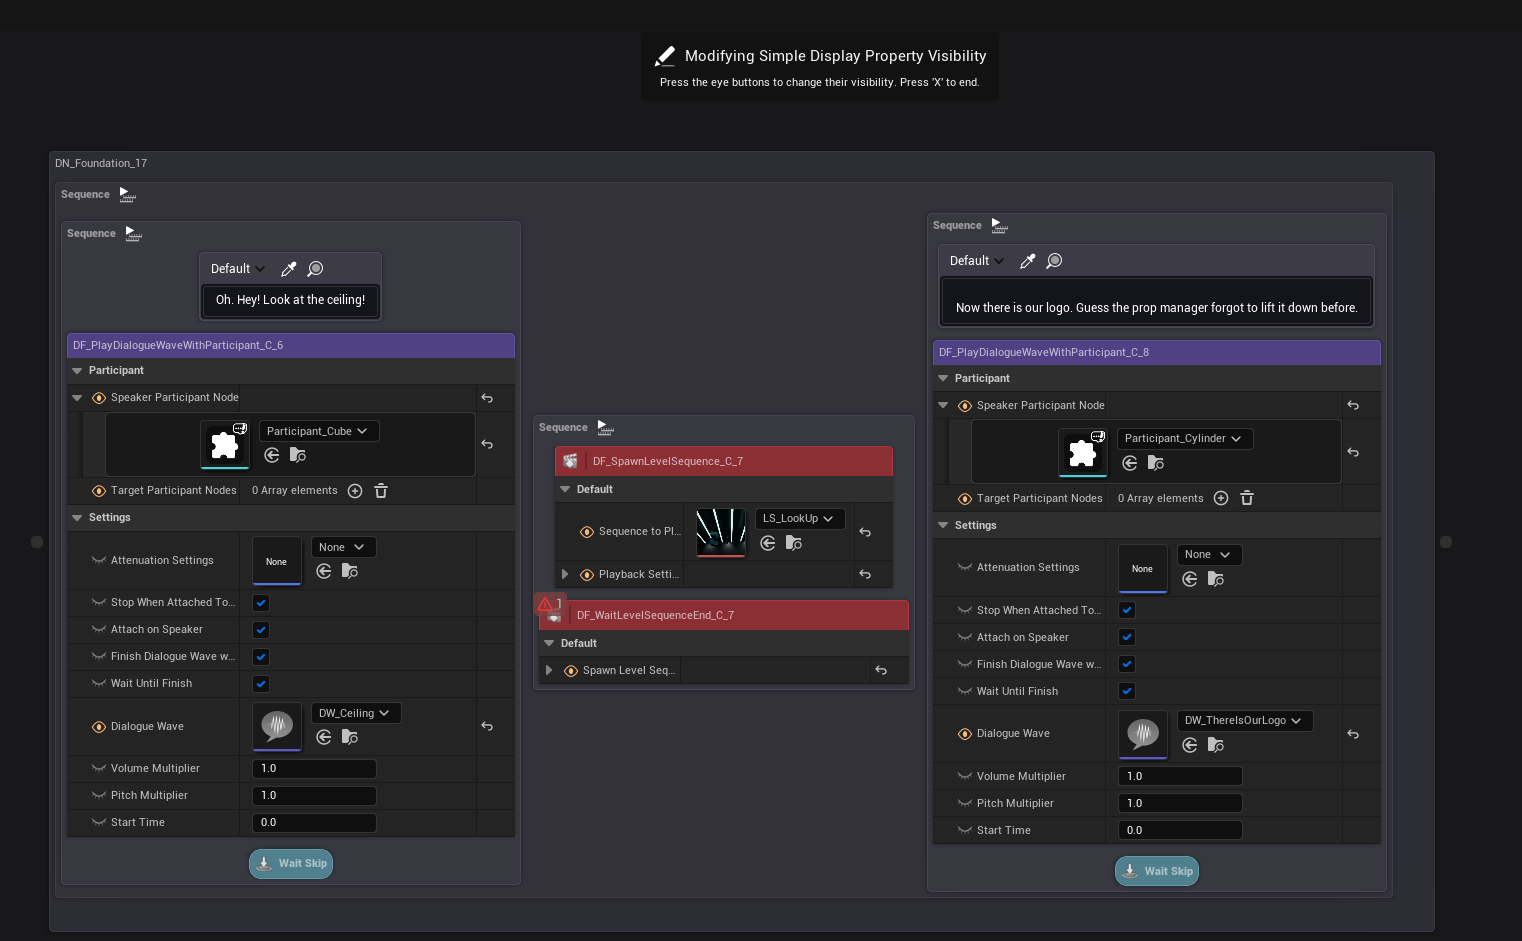 Modifying Simple Display Property Visibility
Press the eye buttons to change their visibility. Press 'X' to end.
DN_Foundation_17
Sequence
Sequence
Default
Oh. Hey! Look at the ceiling!
DF_PlayDialogueWaveWithParticipant_C_6
Participant
Speaker Participant Node
Participant_Cube
Target Participant Nodes 0 Array elements
Settings
Attenuation Settings None None
Stop When Attached To...
Attach on Speaker
Finish Dialogue Wave w...
Wait Until Finish
Dialogue Wave DW_Ceiling
Volume Multiplier 1.0
Pitch Multiplier 1.0
Start Time 0.0
Wait Skip
Sequence
DF_SpawnLevelSequence_C_7
Default
Sequence to Pl... LS_LookUp
Playback Setti...
1
DF_WaitLevelSequenceEnd_C_7
Default
Spawn Level Seq...
Sequence
Default
Now there is our logo. Guess the prop manager forgot to lift it down before.
DF_PlayDialogueWaveWithParticipant_C_8
Participant
Speaker Participant Node
Participant_Cylinder
Target Participant Nodes 0 Array elements
Settings
Attenuation Settings None None
Stop When Attached To...
Attach on Speaker
Finish Dialogue Wave w...
Wait Until Finish
Dialogue Wave DW_ThereIsOurLogo
Volume Multiplier 1.0
Pitch Multiplier 1.0
Start Time 0.0
Wait Skip